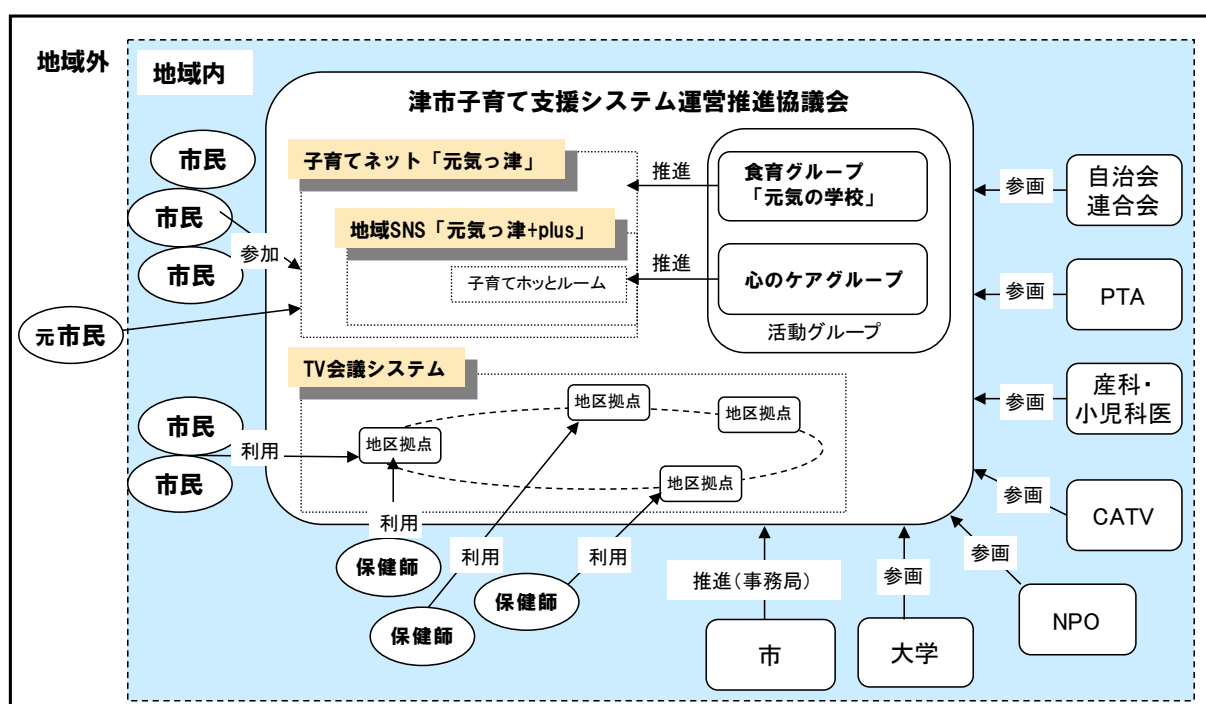 地域外
地域内
津市子育て支援システム運営推進協議会
市民
市民
市民
参加
元市民
子育てネット「元気っ津」
地域SNS「元気っ津+plus」
子育てホッとルーム
推進
推進
食育グループ
「元気の学校」
心のケアグループ
活動グループ
参画
自治会
連合会
参画
PTA
参画
産科・
小児科医
参画
CATV
参画
NPO
TV会議システム
地区拠点
地区拠点
地区拠点
地区拠点
市民
市民
利用
利用
保健師
利用
保健師
利用
保健師
推進(事務局)
市
参画
大学